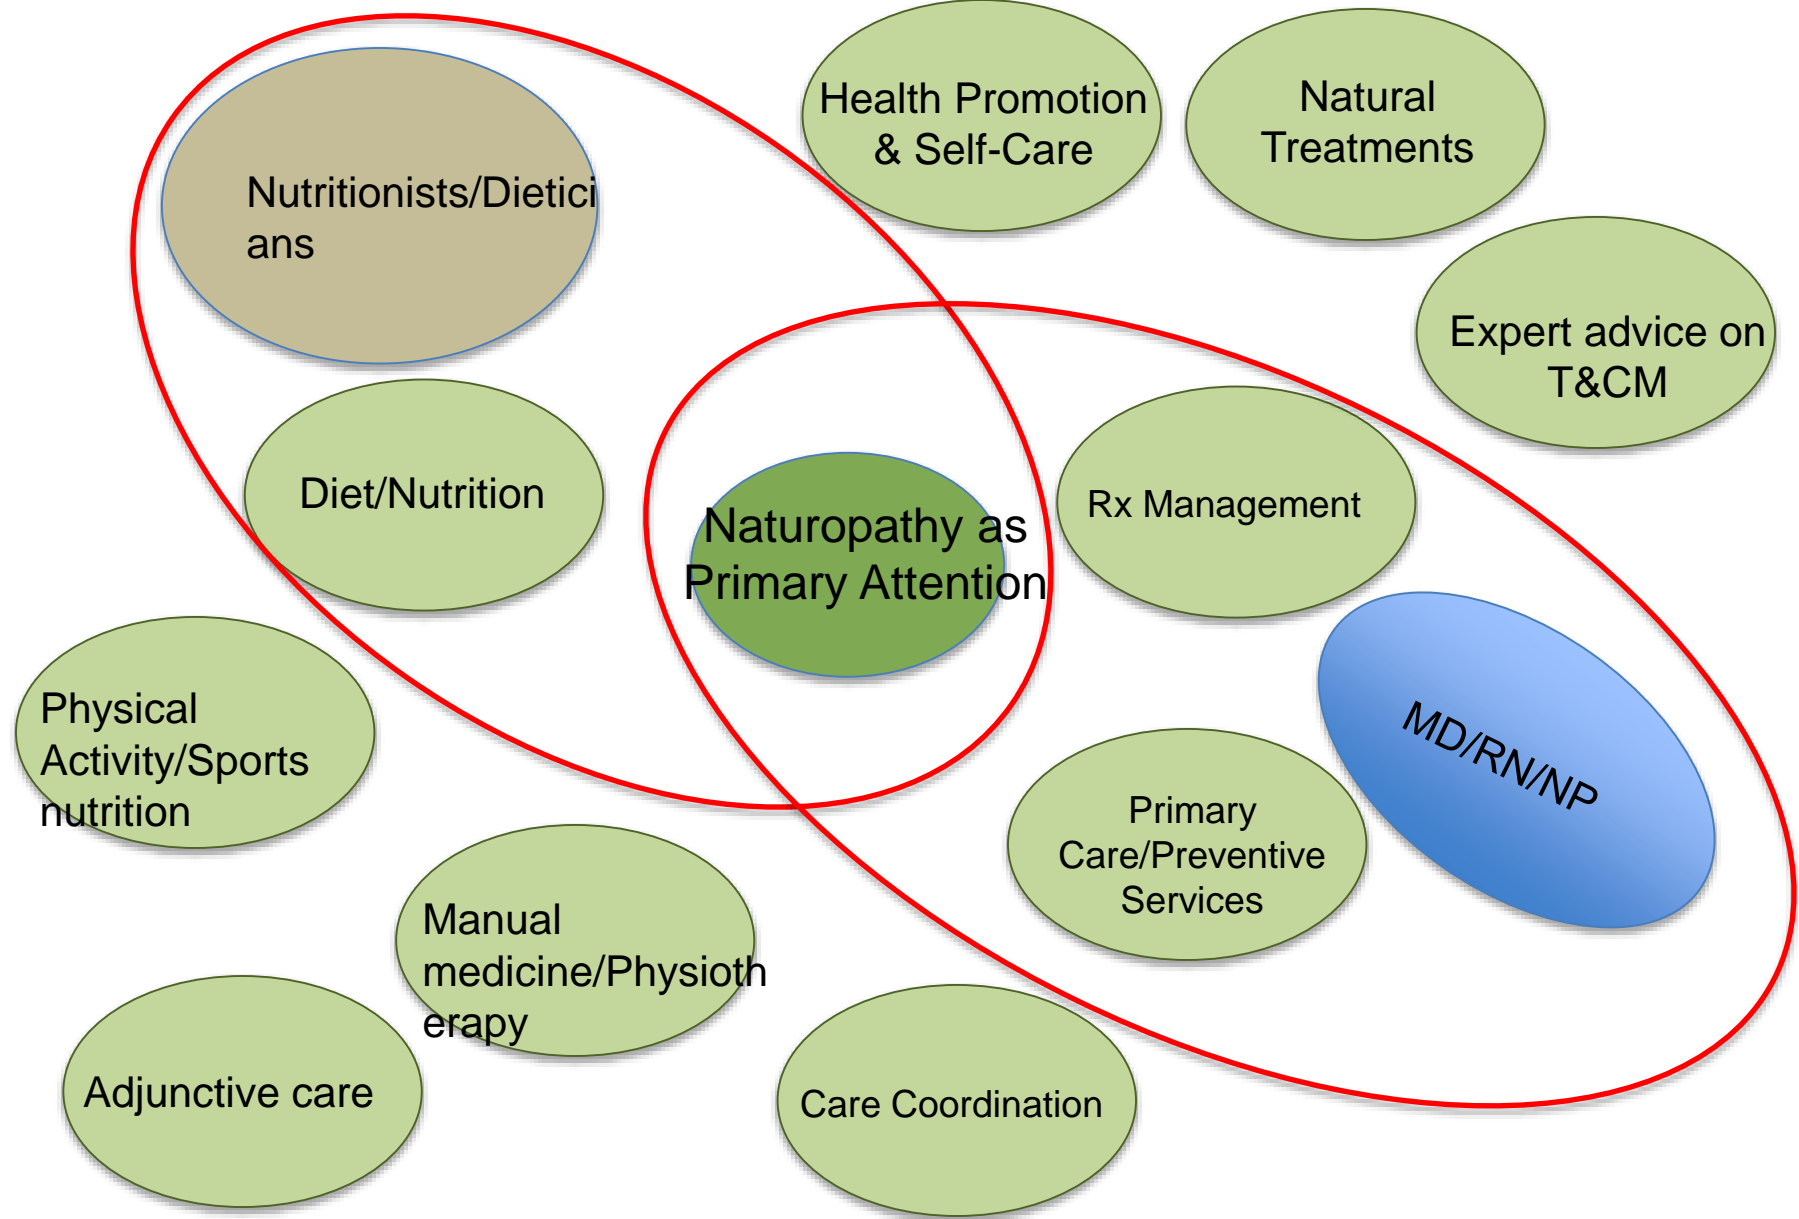 Health Promotion
& Self-Care
Natural
Treatments
Nutritionists/Dietici
ans
Expert advice on
T&CM
Diet/Nutrition
Naturopathy as
Primary Attention
Rx Management
Physical
Activity/Sports
nutrition
MD/RN/NP
Primary
Care/Preventive
Services
Manual
medicine/Physioth
erapy
Adjunctive care
Care Coordination